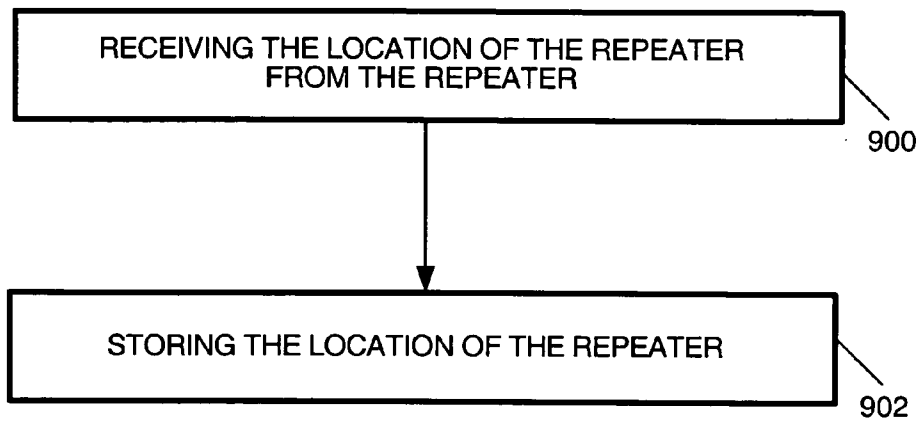 RECEIVING THE LOCATION OF THE REPEATER
FROM THE REPEATER
900
STORING THE LOCATION OF THE REPEATER
902